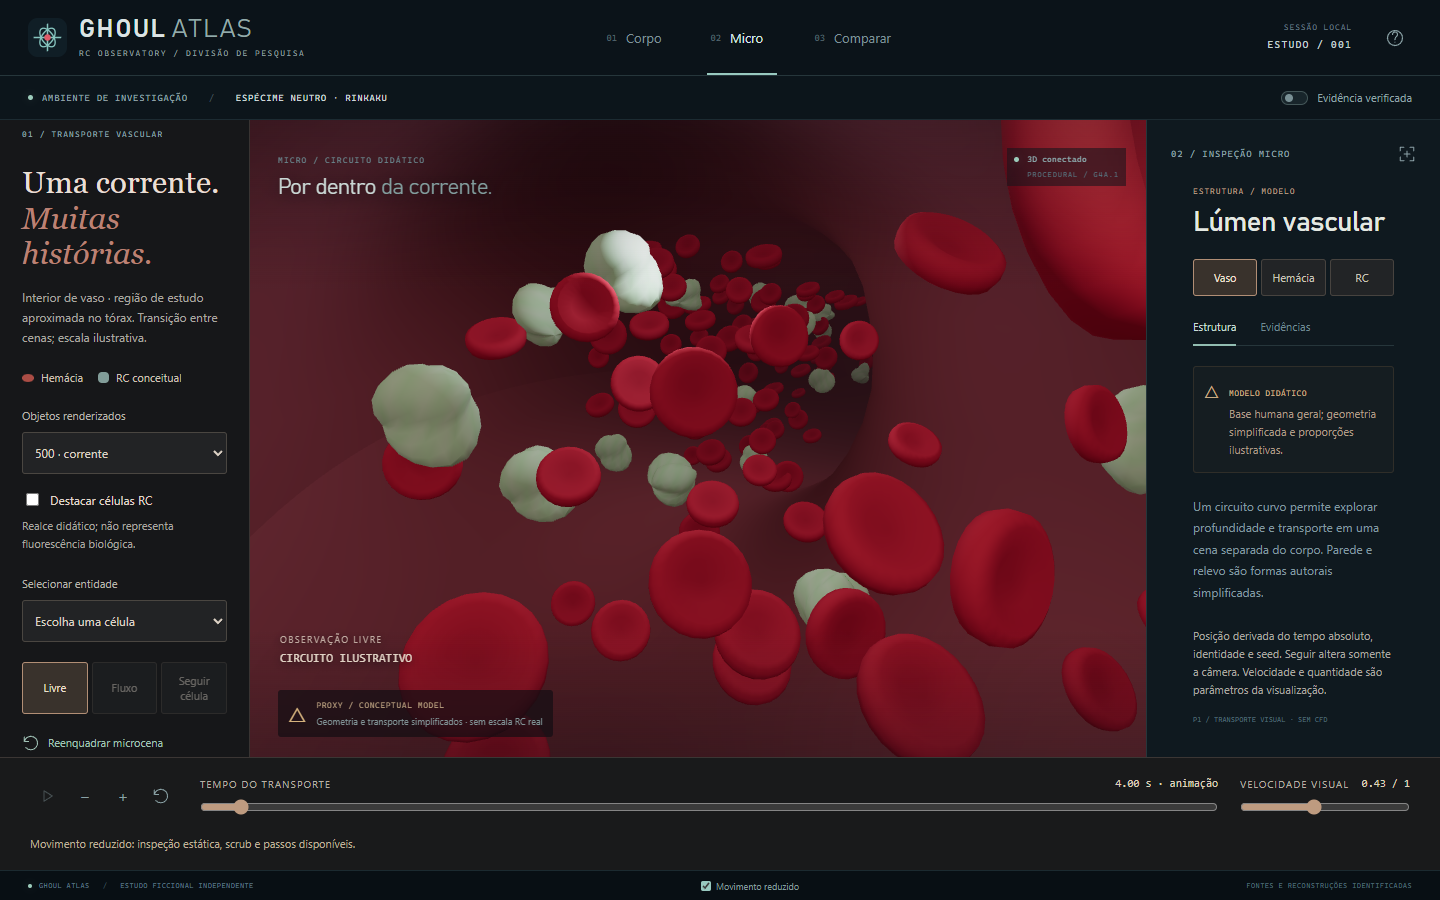 GHOUL ATLAS
RC OBSERVATORY / DIVISÃO DE PESQUISA
01 Corpo
02 Micro
03 Comparar
SESSÃO LOCAL
ESTUDO / 001
AMBIENTE DE INVESTIGAÇÃO / ESPÉCIME NEUTRO · RINKAKU
Evidência verificada
01 / TRANSPORTE VASCULAR
Uma corrente.
Muitas
histórias.
Interior de vaso · região de estudo
aproximada no tórax. Transição entre
cenas; escala ilustrativa.
Hemácia
RC conceitual
Objetos renderizados
500 · corrente
Destacar células RC
Realce didático; não representa
fluorescência biológica.
Selecionar entidade
Escolha uma célula
Livre
Fluxo
Seguir
célula
Reenquadrar microcena
MICRO / CIRCUITO DIDÁTICO
Por dentro da corrente.
3D conectado
PROCEDURAL / G4A.1
OBSERVAÇÃO LIVRE
CIRCUITO ILUSTRATIVO
PROXY / CONCEPTUAL MODEL
Geometria e transporte simplificados · sem escala RC real
02 / INSPEÇÃO MICRO
ESTRUTURA / MODELO
Lúmen vascular
Vaso
Hemácia
RC
Estrutura
Evidências
MODELO DIDÁTICO
Base humana geral; geometria
simplificada e proporções
ilustrativas.
Um circuito curvo permite explorar
profundidade e transporte em uma
cena separada do corpo. Parede e
relevo são formas autorais
simplificadas.
Posição derivada do tempo absoluto,
identidade e seed. Seguir altera somente
a câmera. Velocidade e quantidade são
parâmetros da visualização.
P1 / TRANSPORTE VISUAL · SEM CFD
− +
TEMPO DO TRANSPORTE
4.00 s · animação
VELOCIDADE VISUAL
0.43 / 1
Movimento reduzido: inspeção estática, scrub e passos disponíveis.
GHOUL ATLAS / ESTUDO FICCIONAL INDEPENDENTE
Movimento reduzido
FONTES E RECONSTRUÇÕES IDENTIFICADAS